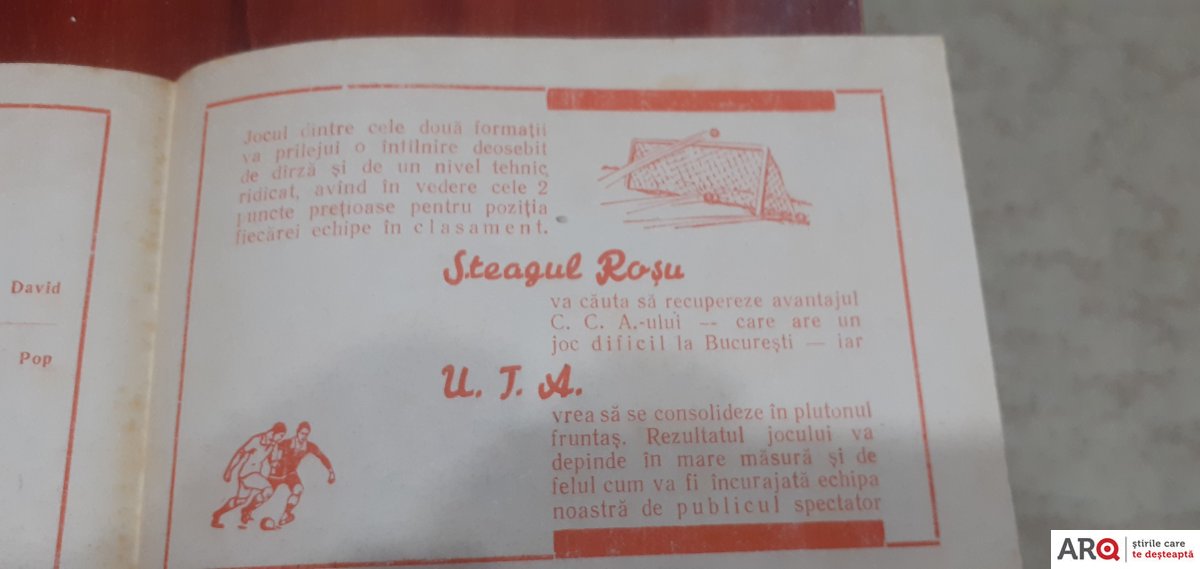 David
Pop
Jocul dintre cele două formații
va prilejui o întîlnire deosebit
de dîrză și de un nivel tehnic
ridicat, avînd în vedere cele 2
puncte prețioase pentru poziția
fiecărei echipe în clasament.
Steagul Roșu
va căuta să recupereze avantajul
C. C. A.-ului — care are un
joc dificil la București — iar
U. T. A.
vrea să se consolideze în plutonul
fruntaș. Rezultatul jocului va
depinde în mare măsură și de
felul cum va fi încurajată echipa
noastră de publicul spectator
ARQ știrile care
te deșteaptă